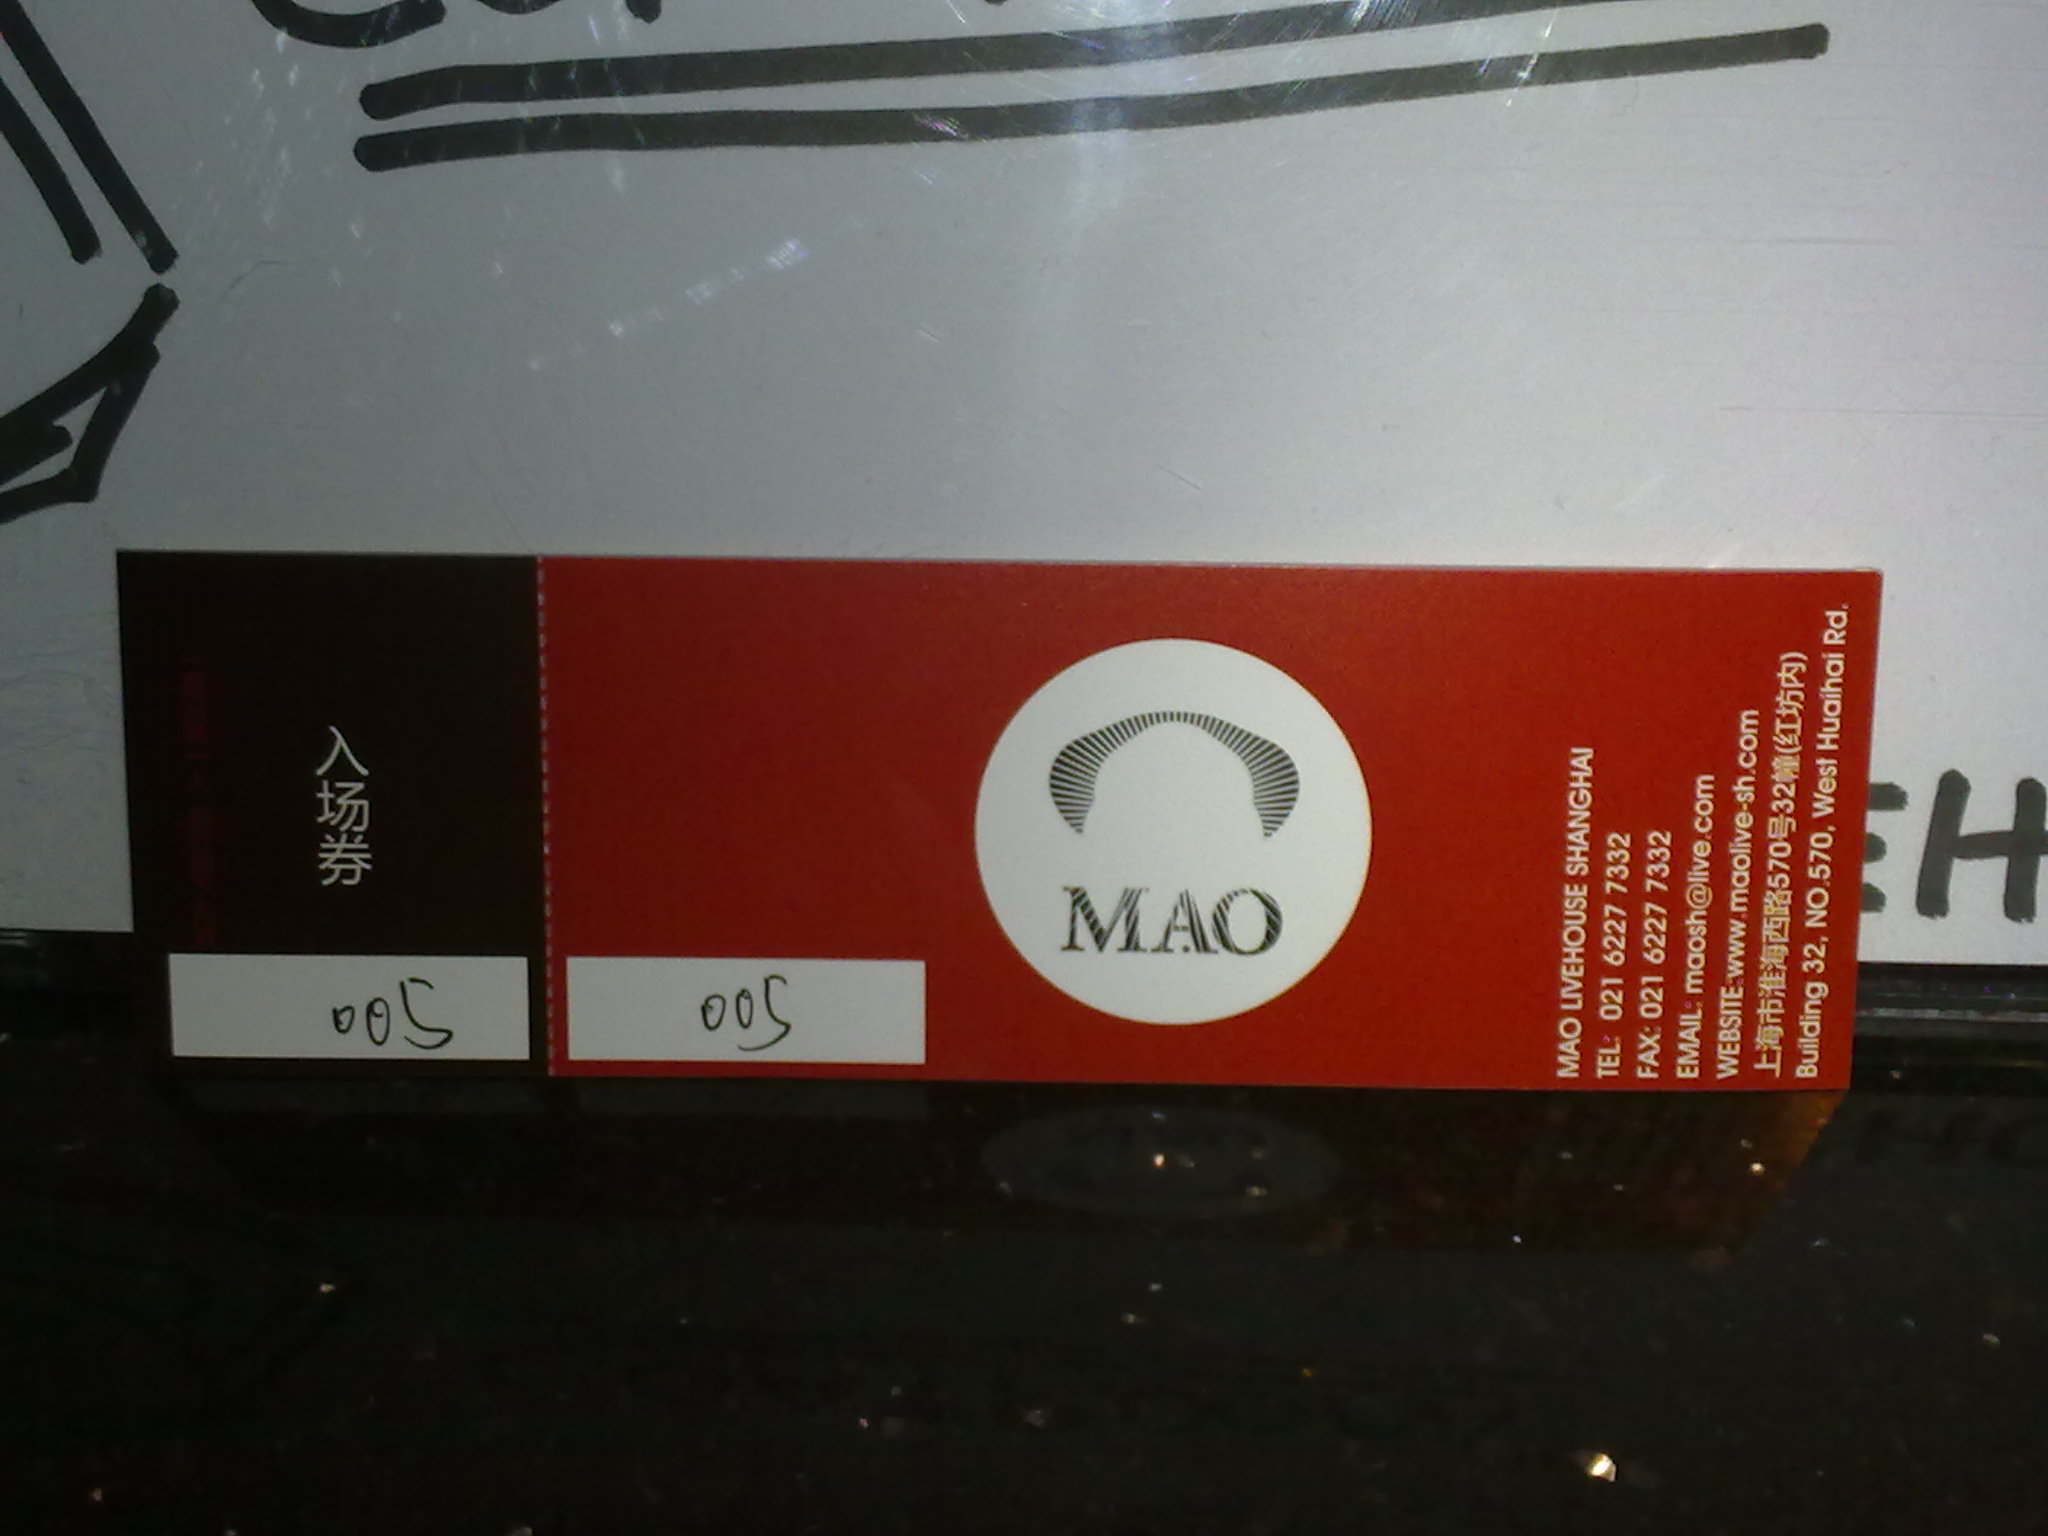 入场券
005
005
MAO
MAO LIVEHOUSE SHANGHAI
TEL: 021 6227 7332
FAX: 021 6227 7332
EMAIL: maosh@live.com
WEBSITE:www.maolive-sh.com
上海市淮海西路570号32幢(红坊内)
Building 32, NO.570, West Huaihai Rd.
EH